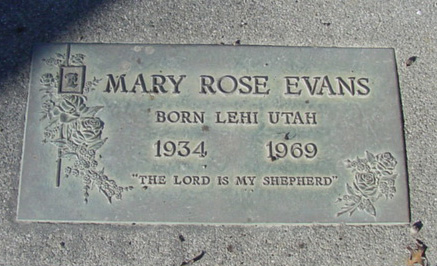 MARY ROSE EVANS
BORN LEHI UTAH
1934 1969
"THE LORD IS MY SHEPHERD"